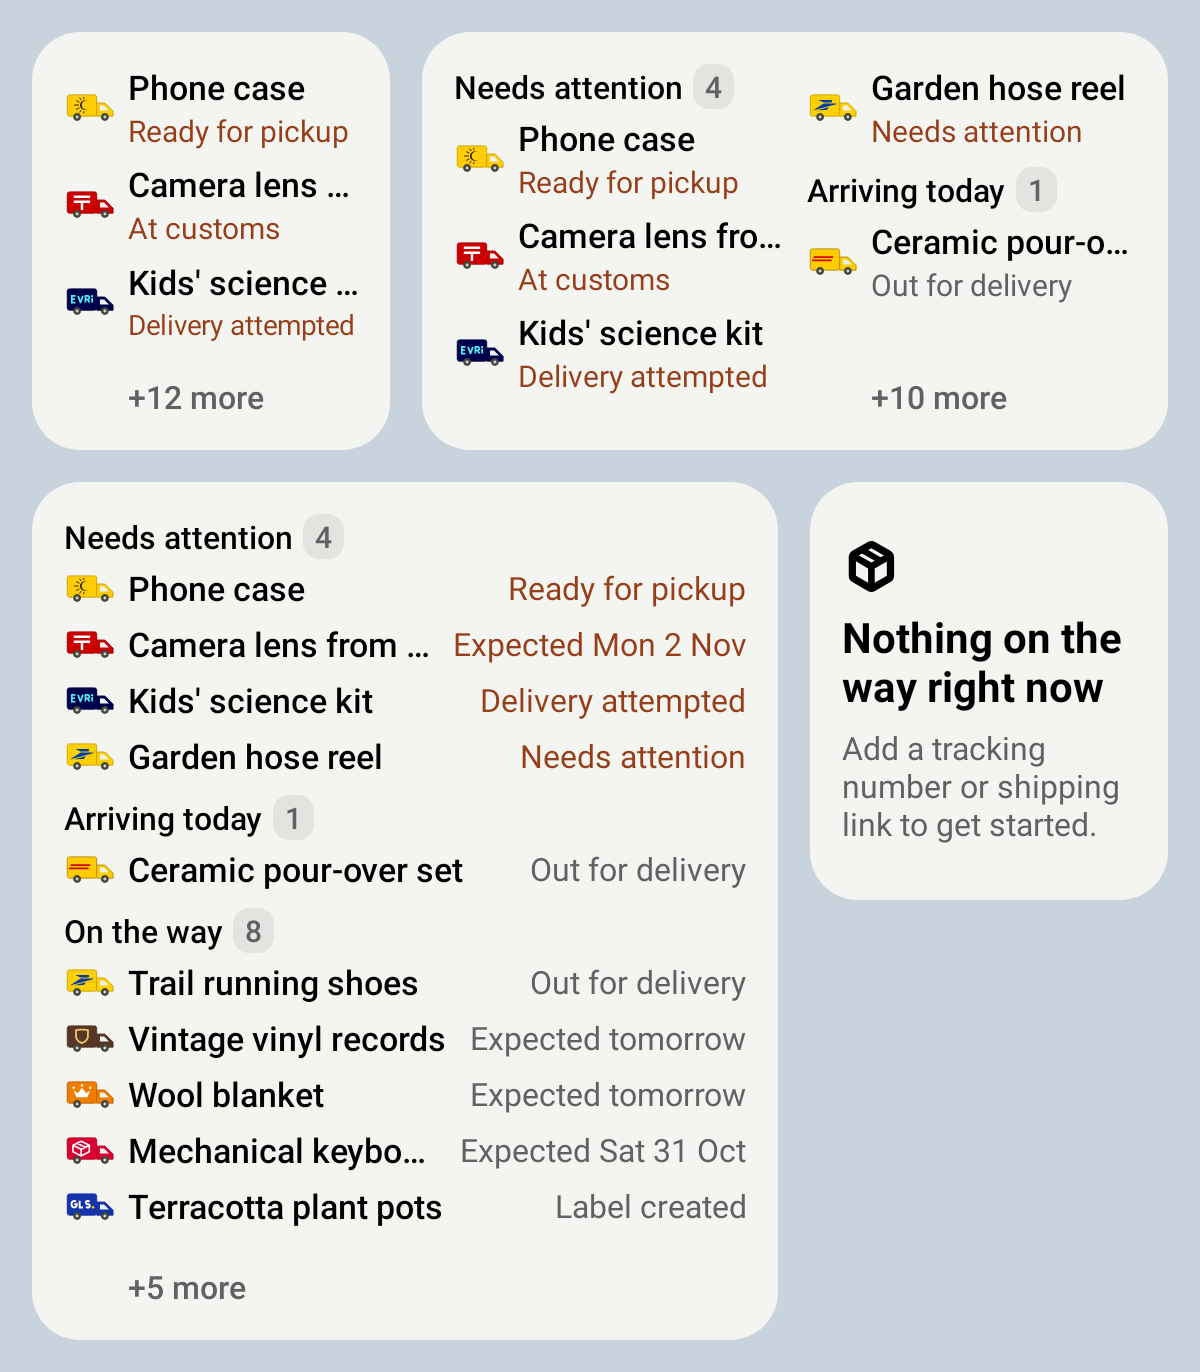 Phone case
Ready for pickup
Camera lens ...
At customs
EVRi
Kids' science ...
Delivery attempted
+12 more
Needs attention 4
Phone case
Ready for pickup
Camera lens fro...
At customs
EVRi
Kids' science kit
Delivery attempted
Garden hose reel
Needs attention
Arriving today 1
Ceramic pour-o...
Out for delivery
+10 more
Needs attention 4
Phone case Ready for pickup
Camera lens from ... Expected Mon 2 Nov
EVRi Kids' science kit Delivery attempted
Garden hose reel Needs attention
Arriving today 1
Ceramic pour-over set Out for delivery
On the way 8
Trail running shoes Out for delivery
Vintage vinyl records Expected tomorrow
Wool blanket Expected tomorrow
Mechanical keybo... Expected Sat 31 Oct
GLS. Terracotta plant pots Label created
+5 more
Nothing on the
way right now
Add a tracking
number or shipping
link to get started.